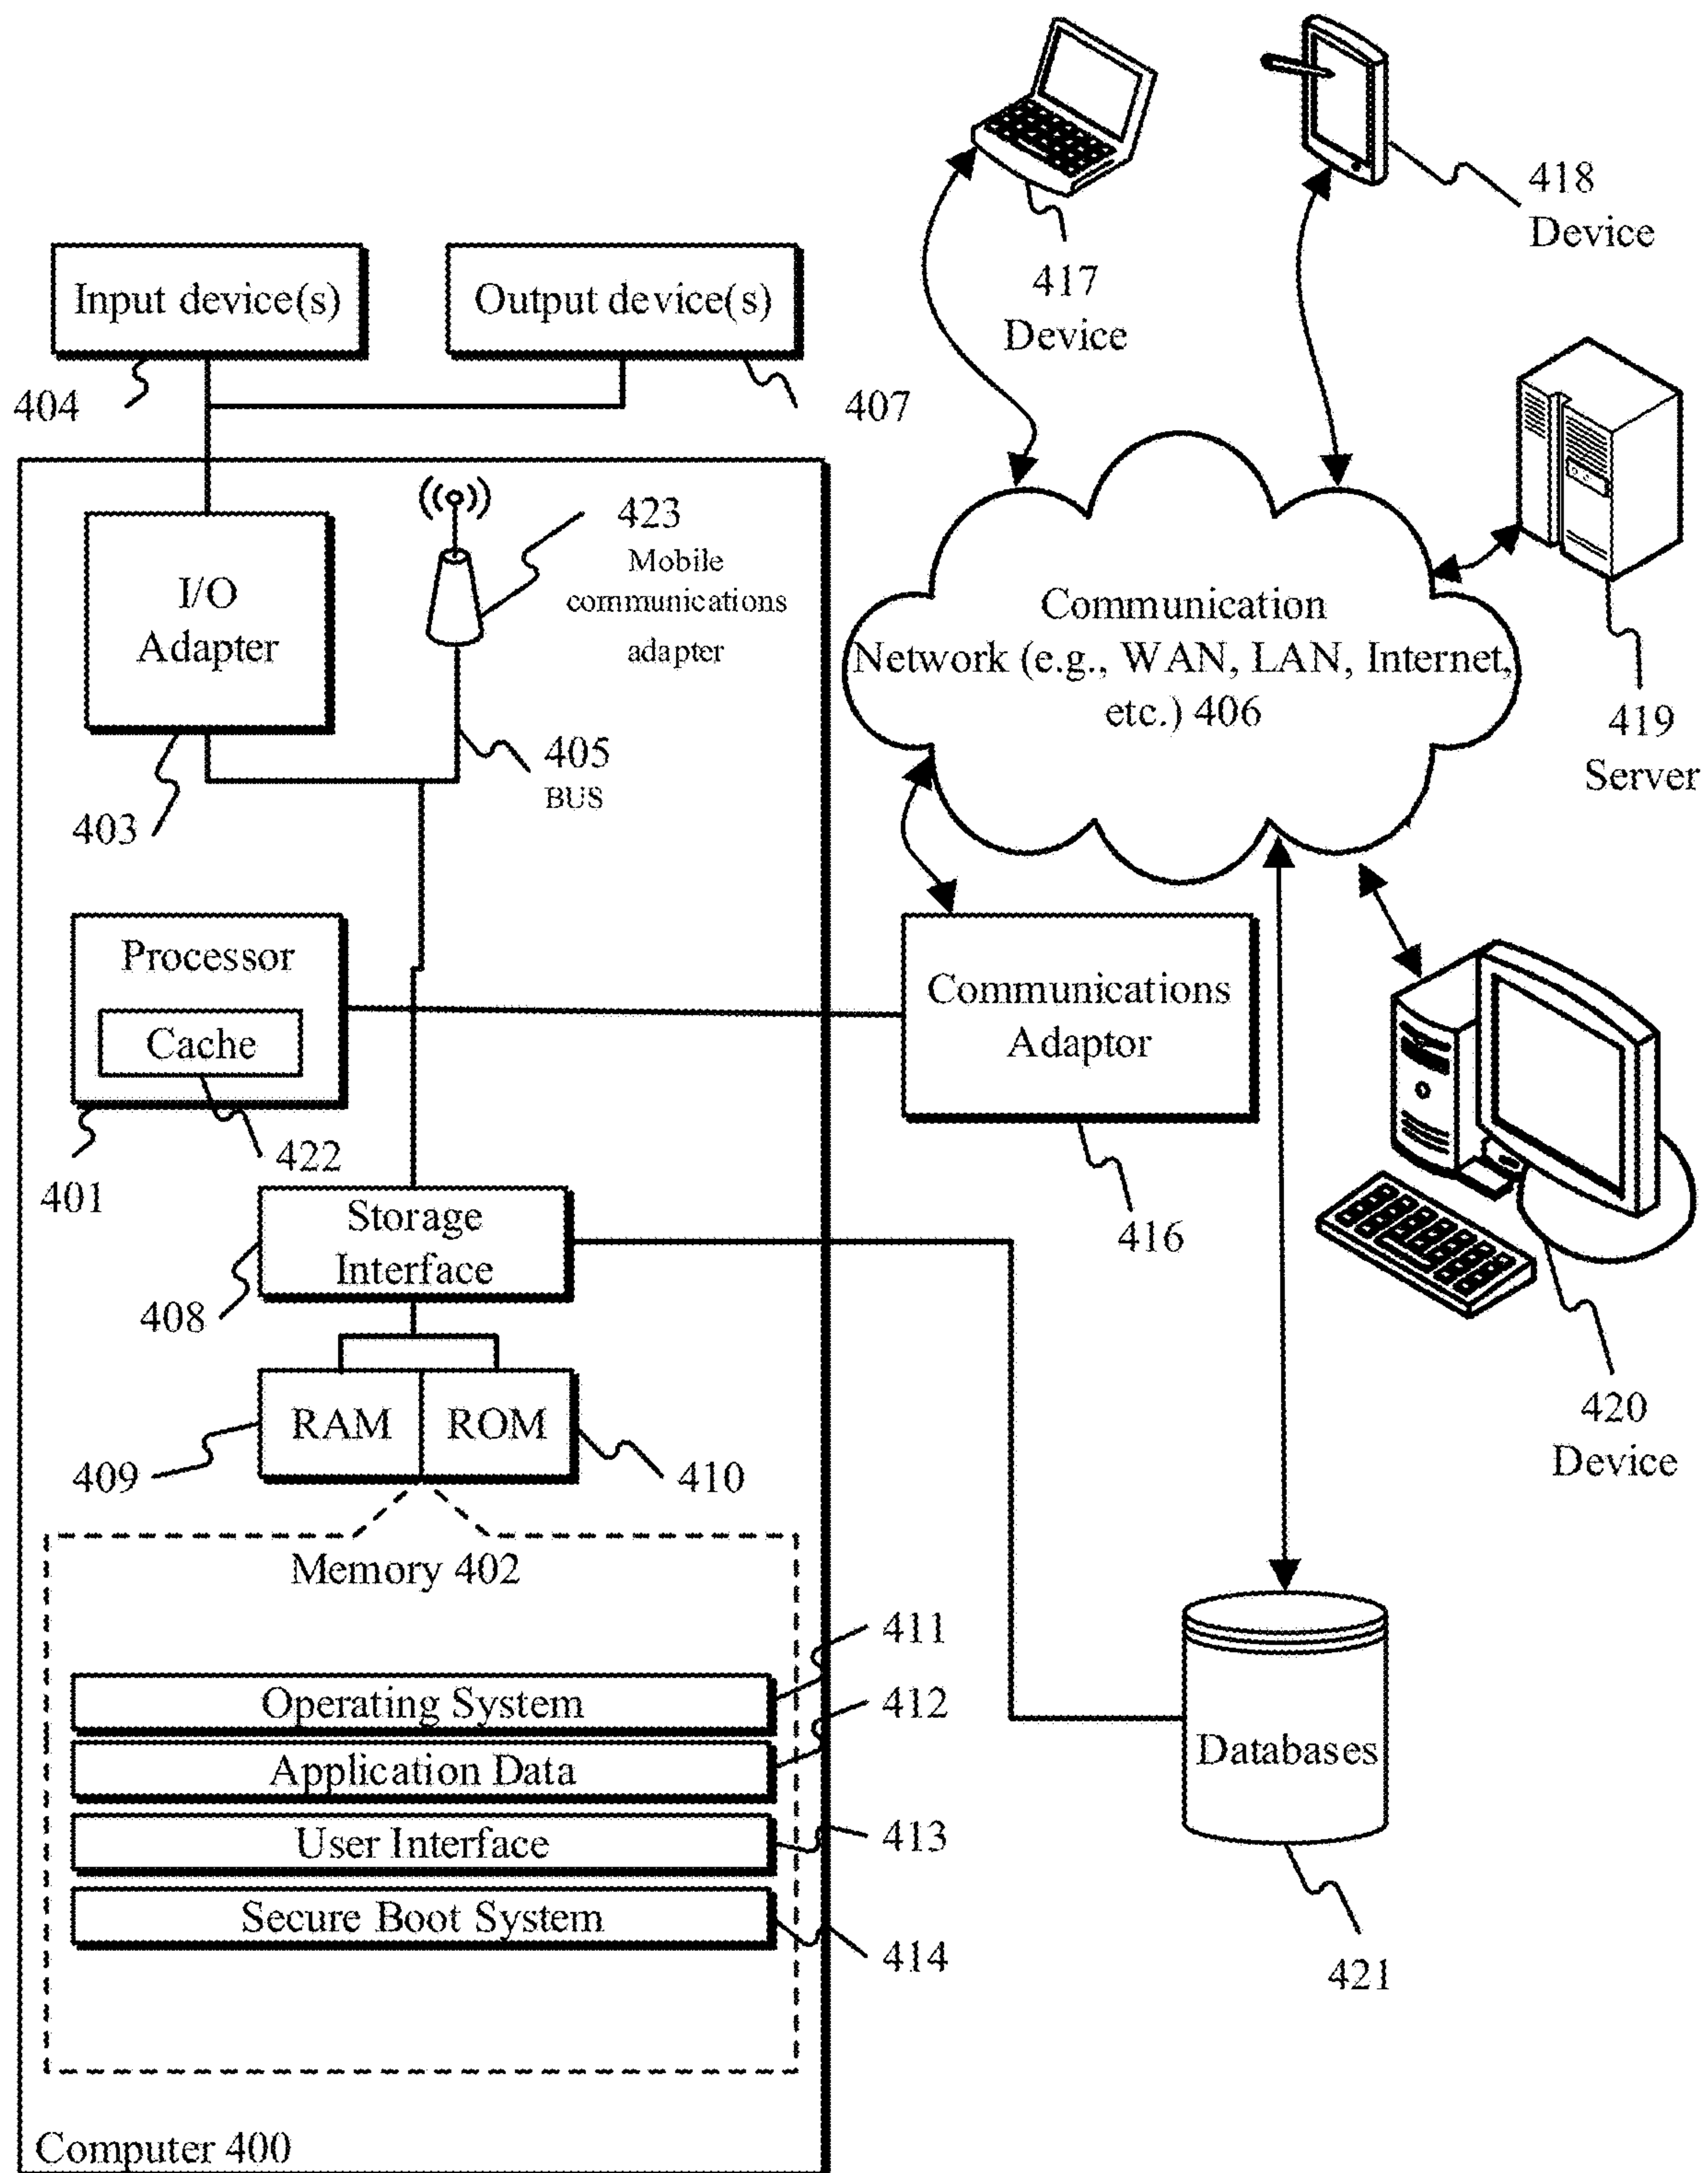 418
Device
417
Device
Input device(s)
Output device(s)
404
407
423
Mobile
communications
adapter
I/O
Adapter
Communication
Network (e.g., WAN, LAN, Internet,
etc.) 406
419
Server
405
BUS
403
Processor
Cache
Communications
Adaptor
422
401
Storage
Interface
416
408
RAM
ROM
409
410
420
Device
Memory 402
411
Operating System
412
Application Data
Databases
User Interface
413
Secure Boot System
414
421
Computer 400